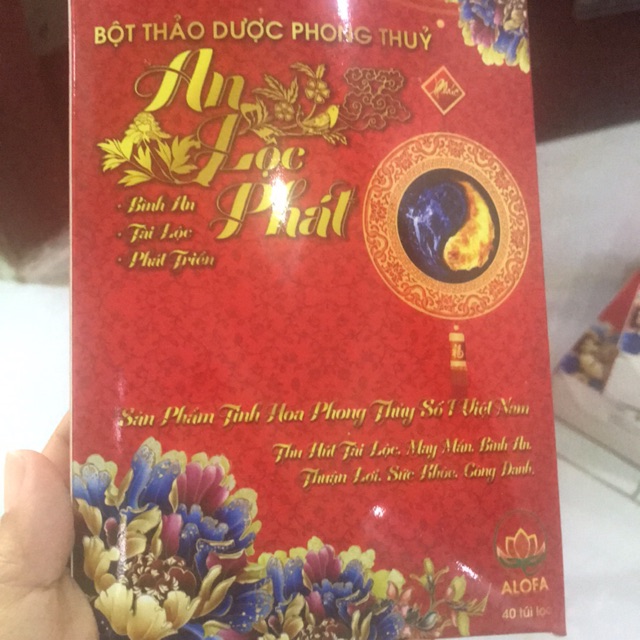 BỘT THẢO DƯỢC PHONG THUỶ
An
Lộc
Phát
• Bình An
• Tài Lộc
• Phát Triển
Sản Phẩm Tinh Hoa Phong Thủy Số 1 Việt Nam
Thu Hút Tài Lộc, May Mắn, Bình An,
Thuận Lợi, Sức Khỏe, Công Danh.
福
ALOFA
40 túi lọc